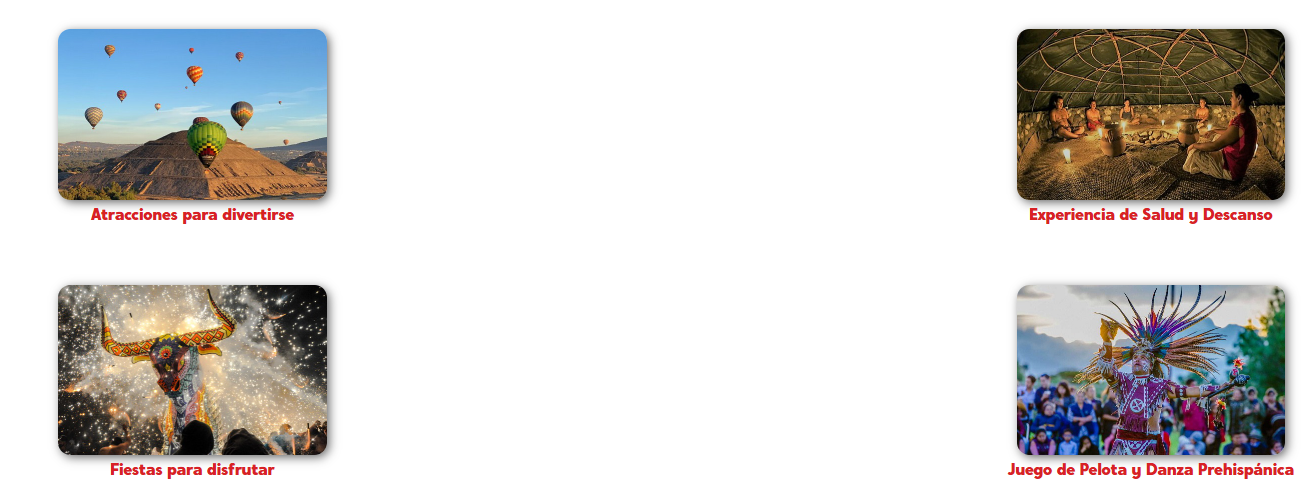 Atracciones para divertirse
Experiencia de Salud y Descanso
Fiestas para disfrutar
Juego de Pelota y Danza Prehispánica